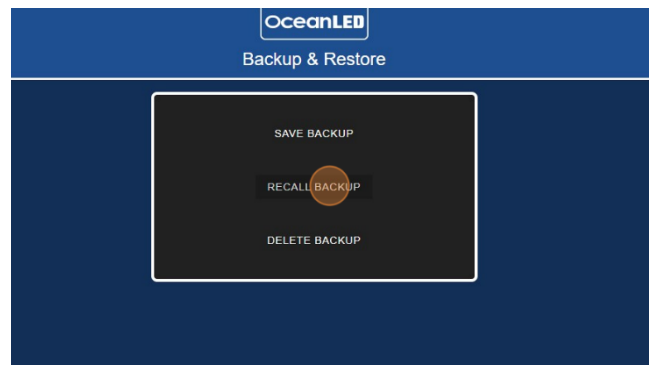 OceanLED
Backup & Restore
SAVE BACKUP
RECALL BACKUP
DELETE BACKUP